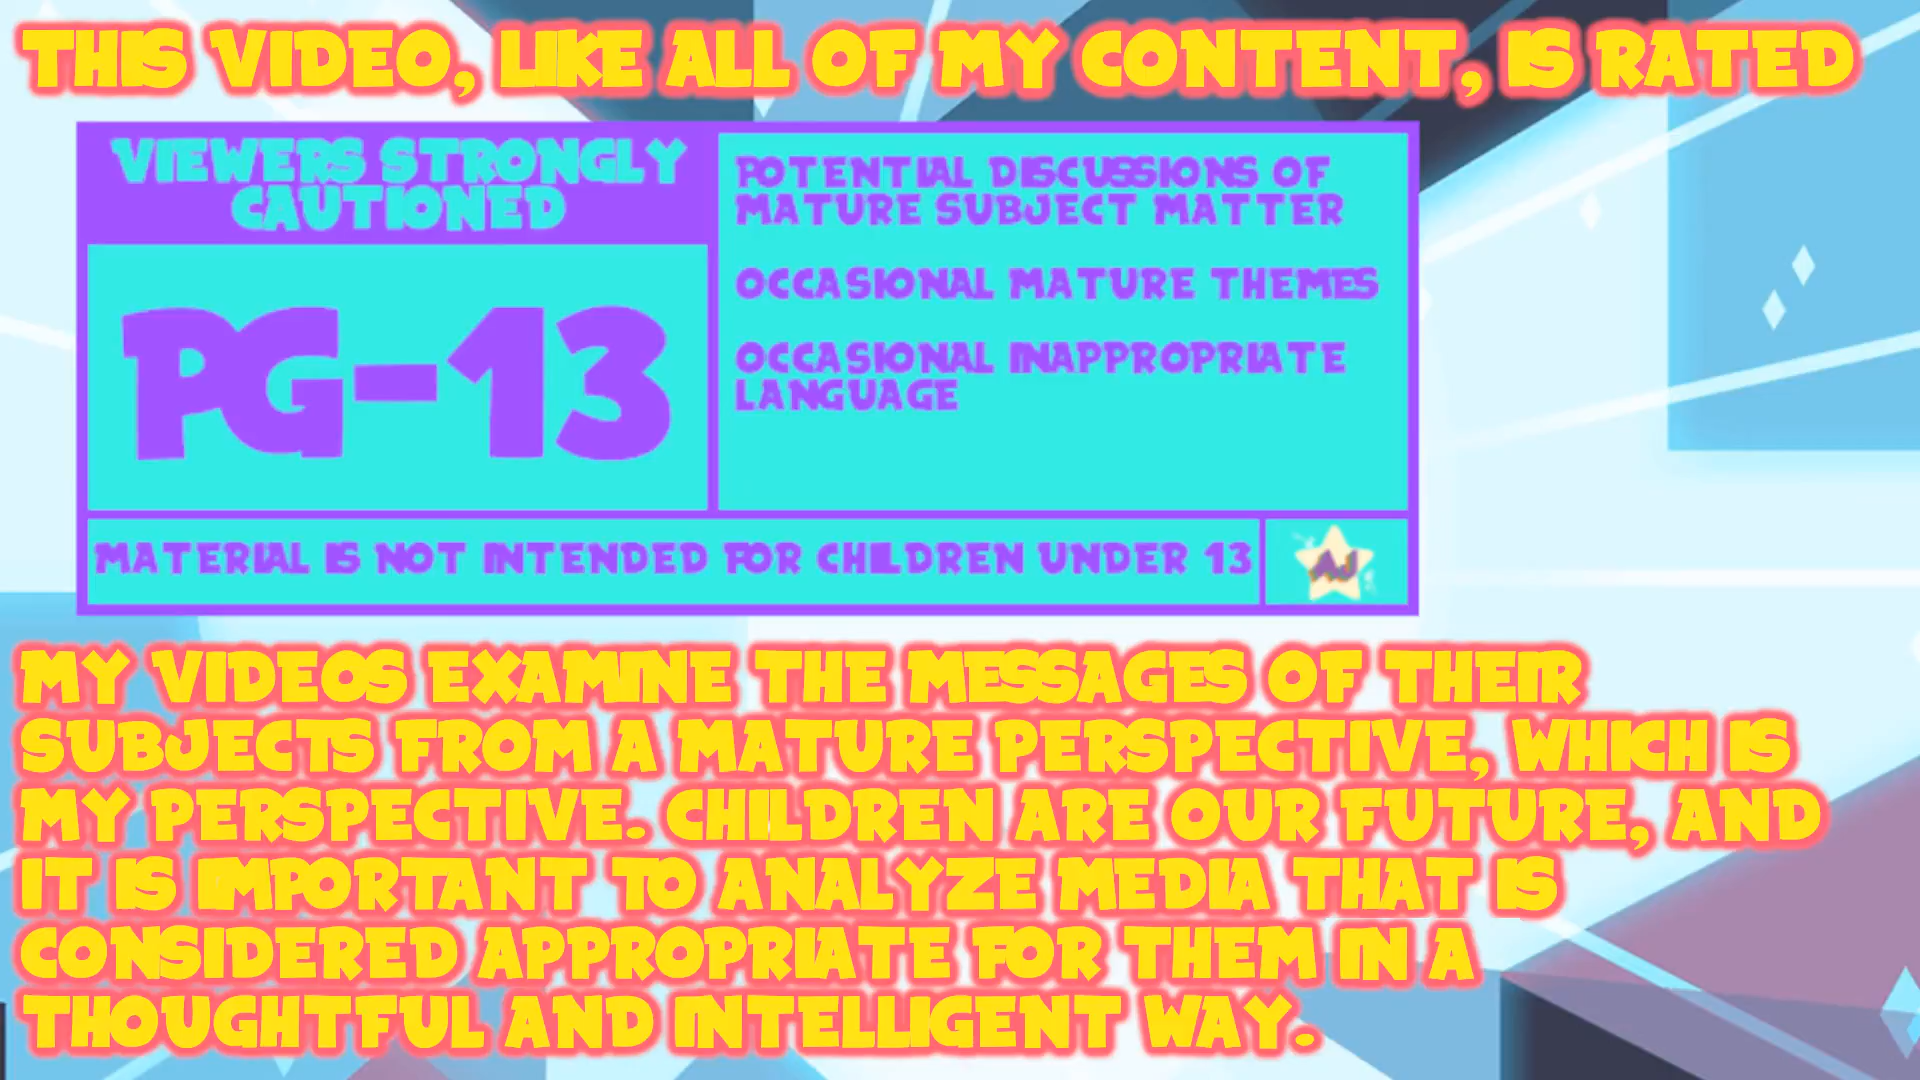 THIS VIDEO, LIKE ALL OF MY CONTENT, IS RATED
VIEWERS STRONGLY
CAUTIONED
PG-13
POTENTIAL DISCUSSIONS OF
MATURE SUBJECT MATTER
OCCASIONAL MATURE THEMES
OCCASIONAL INAPPROPRIATE
LANGUAGE
MATERIAL IS NOT INTENDED FOR CHILDREN UNDER 13
AJ
MY VIDEOS EXAMINE THE MESSAGES OF THEIR
SUBJECTS FROM A MATURE PERSPECTIVE, WHICH IS
MY PERSPECTIVE. CHILDREN ARE OUR FUTURE, AND
IT IS IMPORTANT TO ANALYZE MEDIA THAT IS
CONSIDERED APPROPRIATE FOR THEM IN A
THOUGHTFUL AND INTELLIGENT WAY.